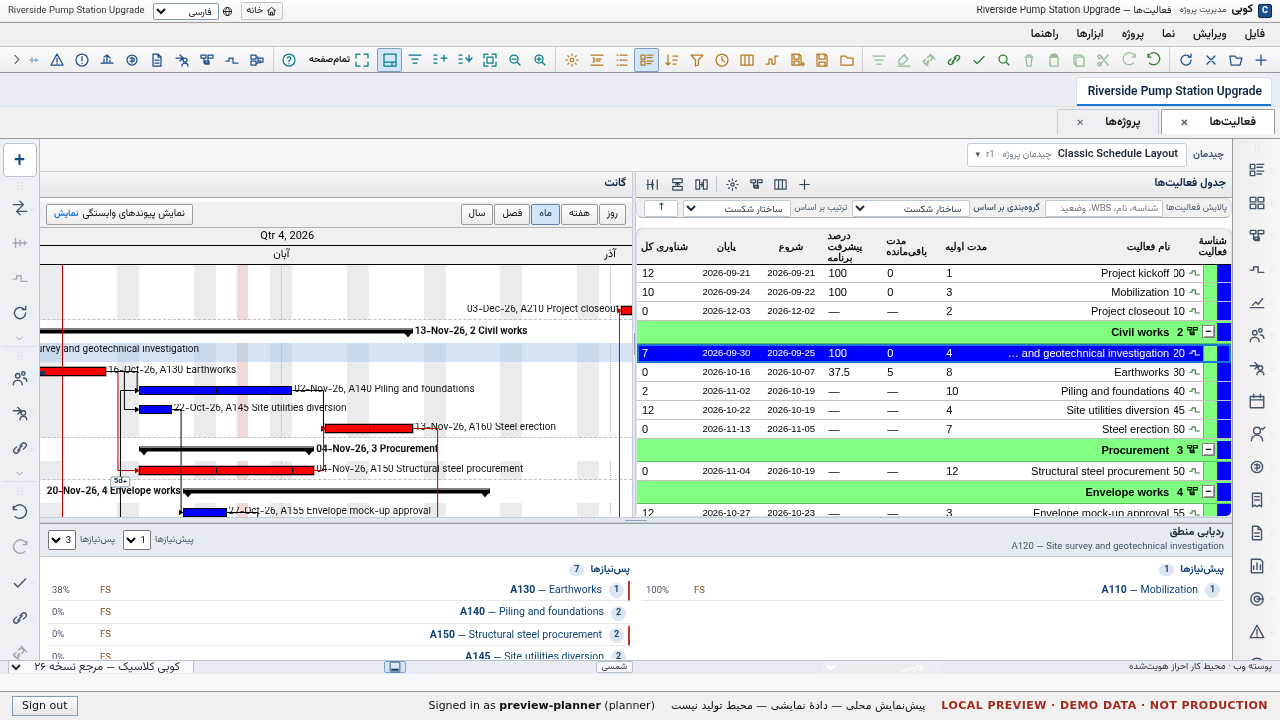 کوبی مدیریت پروژه فعالیت‌ها — Riverside Pump Station Upgrade
خانه
فارسی
Riverside Pump Station Upgrade
فایل ویرایش نما پروژه ابزارها راهنما
تمام‌صفحه
Riverside Pump Station Upgrade
فعالیت‌ها ×
پروژه‌ها ×
چیدمان Classic Schedule Layout چیدمان پروژه · r1
جدول فعالیت‌ها
پالایش فعالیت‌ها شناسه، نام، WBS، گروه‌بندی بر اساس ساختار شکست ترتیب بر اساس ساختار شکست
شناسهٔ فعالیت نام فعالیت مدت اولیه مدت باقی‌مانده درصد پیشرفت برنامه شروع پایان شناوری کل
00 Project kickoff 1 0 100 2026-09-21 2026-09-21 12
10 Mobilization 3 0 100 2026-09-22 2026-09-24 10
10 Project closeout 2 — — 2026-12-02 2026-12-03 0
2 Civil works
20 and geotechnical investigation ... 4 0 100 2026-09-25 2026-09-30 7
30 Earthworks 8 5 37.5 2026-10-07 2026-10-16 0
40 Piling and foundations 10 — — 2026-10-19 2026-11-02 2
45 Site utilities diversion 4 — — 2026-10-19 2026-10-22 12
60 Steel erection 7 — — 2026-11-05 2026-11-13 0
3 Procurement
50 Structural steel procurement 12 — — 2026-10-19 2026-11-04 0
4 Envelope works
55 Envelope mock-up approval 3 — — 2026-10-23 2026-10-27 12
گانت
روز هفته ماه فصل سال
نمایش پیوندهای وابستگی نمایش
Qtr 4, 2026
آبان آذر
03-Dec-26, A210 Project closeout
13-Nov-26, 2 Civil works
urvey and geotechnical investigation
16-Oct-26, A130 Earthworks
02-Nov-26, A140 Piling and foundations
22-Oct-26, A145 Site utilities diversion
13-Nov-26, A160 Steel erection
04-Nov-26, 3 Procurement
04-Nov-26, A150 Structural steel procurement
5d+
20-Nov-26, 4 Envelope works
27-Oct-26, A155 Envelope mock-up approval
ردیابی منطق
A120 — Site survey and geotechnical investigation
پیش‌نیازها 1 پس‌نیازها 3
پیش‌نیازها 1
1 A110 — Mobilization FS 100%
پس‌نیازها 7
1 A130 — Earthworks FS 38%
2 A140 — Piling and foundations FS 0%
2 A150 — Structural steel procurement FS 0%
2 A145 — Site utilities diversion FS 0%
پوسته وب · محیط کار احراز هویت‌شده
فارسی
شمسی
کوبی کلاسیک — مرجع نسخه ۲۶
LOCAL PREVIEW · DEMO DATA · NOT PRODUCTION
پیش‌نمایش محلی — دادهٔ نمایشی — محیط تولید نیست
Signed in as preview-planner (planner)
Sign out